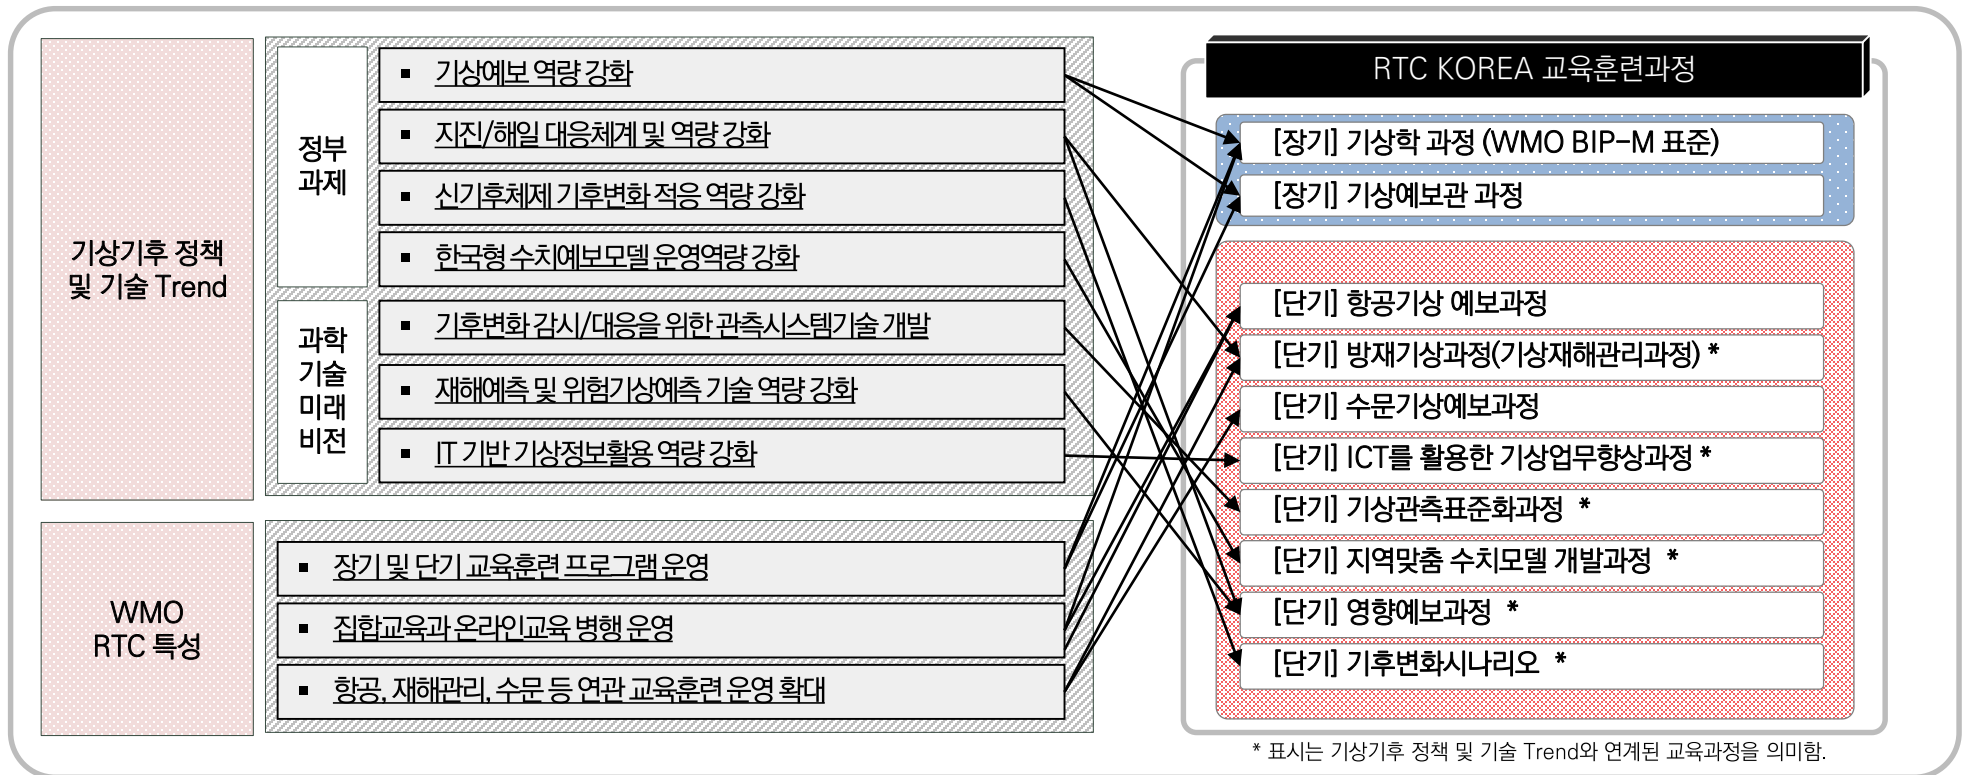 기상기후 정책
및 기술 Trend
정부
과제
▪ 기상예보 역량 강화
▪ 지진/해일 대응체계 및 역량 강화
▪ 신기후체제 기후변화 적응 역량 강화
▪ 한국형 수치예보모델 운영역량 강화
과학
기술
미래
비전
▪ 기후변화 감시/대응을 위한 관측시스템기술 개발
▪ 재해예측 및 위험기상예측 기술 역량 강화
▪ IT 기반 기상정보활용 역량 강화
WMO
RTC 특성
▪ 장기 및 단기 교육훈련 프로그램 운영
▪ 집합교육과 온라인교육 병행 운영
▪ 항공, 재해관리, 수문 등 연관 교육훈련 운영 확대
RTC KOREA 교육훈련과정
[장기] 기상학 과정 (WMO BIP-M 표준)
[장기] 기상예보관 과정
[단기] 항공기상 예보과정
[단기] 방재기상과정(기상재해관리과정) *
[단기] 수문기상예보과정
[단기] ICT를 활용한 기상업무향상과정 *
[단기] 기상관측표준화과정 *
[단기] 지역맞춤 수치모델 개발과정 *
[단기] 영향예보과정 *
[단기] 기후변화시나리오 *
* 표시는 기상기후 정책 및 기술 Trend와 연계된 교육과정을 의미함.